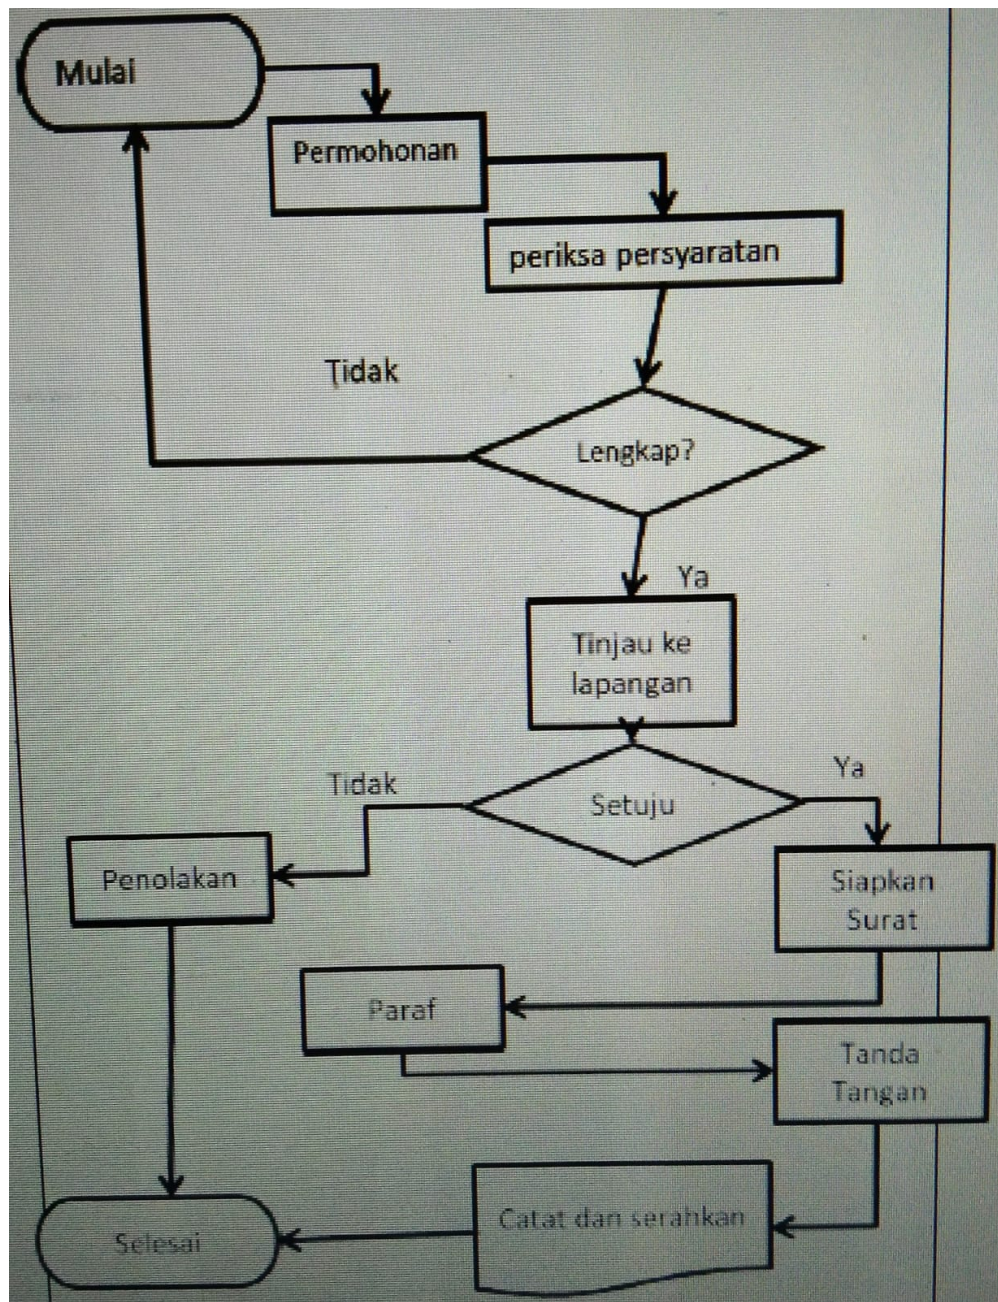 Mulai
Permohonan
periksa persyaratan
Tidak
Lengkap?
Ya
Tinjau ke
lapangan
Tidak
Ya
Setuju
Penolakan
Siapkan
Surat
Paraf
Tanda
Tangan
Catat dan serahkan
Selesai